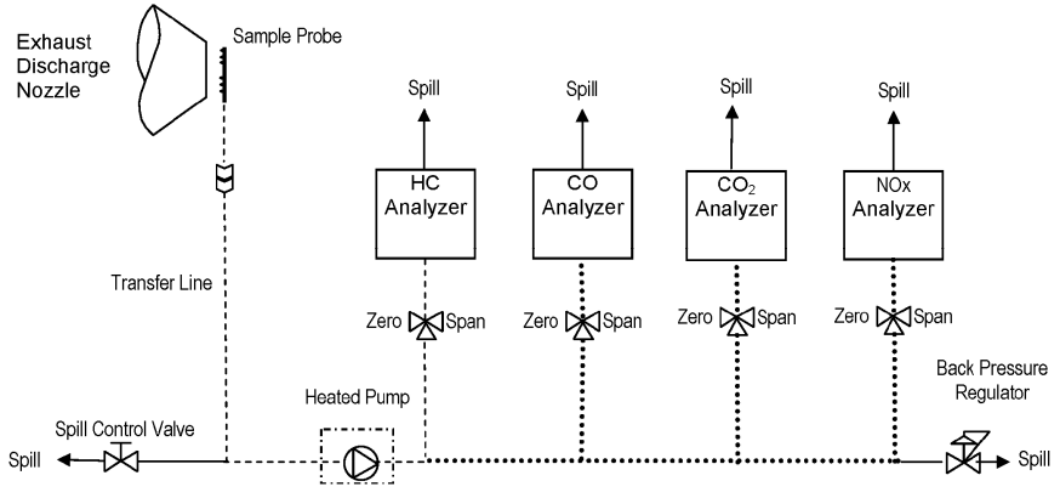 Exhaust
Discharge
Nozzle
Sample Probe
Spill
Spill
Spill
Spill
HC
Analyzer
CO
Analyzer
CO₂
Analyzer
NOx
Analyzer
Transfer Line
Zero
Span
Zero
Span
Zero
Span
Zero
Span
Heated Pump
Back Pressure
Regulator
Spill Control Valve
Spill
Spill